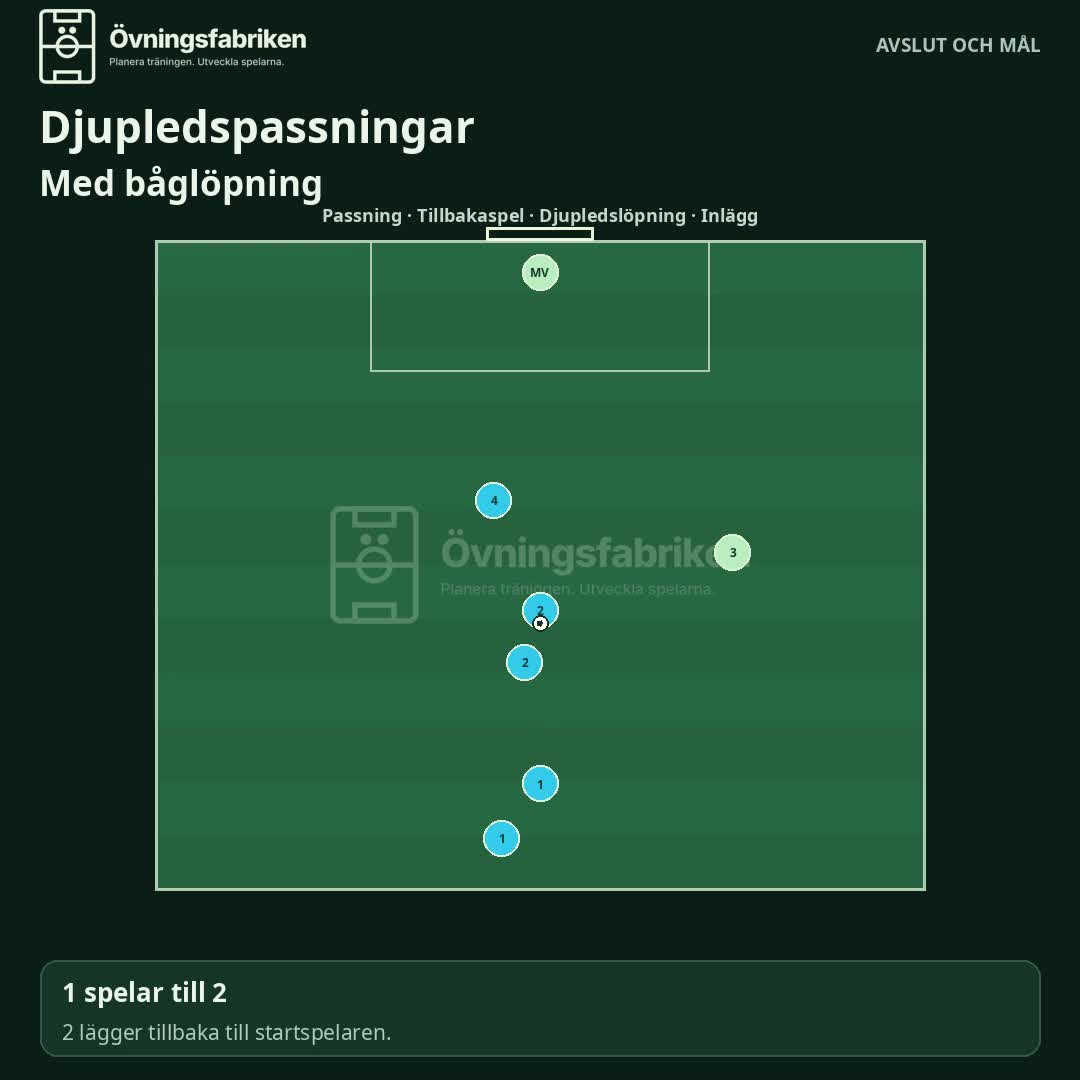 Övningsfabriken
Planera träningen. Utveckla spelarna.
AVSLUT OCH MÅL
Djupledspassningar
Med båglöpning
Passning · Tillbakaspel · Djupledslöpning · Inlägg
MV
4
3
Övningsfabriken
Planera träningen. Utveckla spelarna.
2
2
1
1
1 spelar till 2
2 lägger tillbaka till startspelaren.